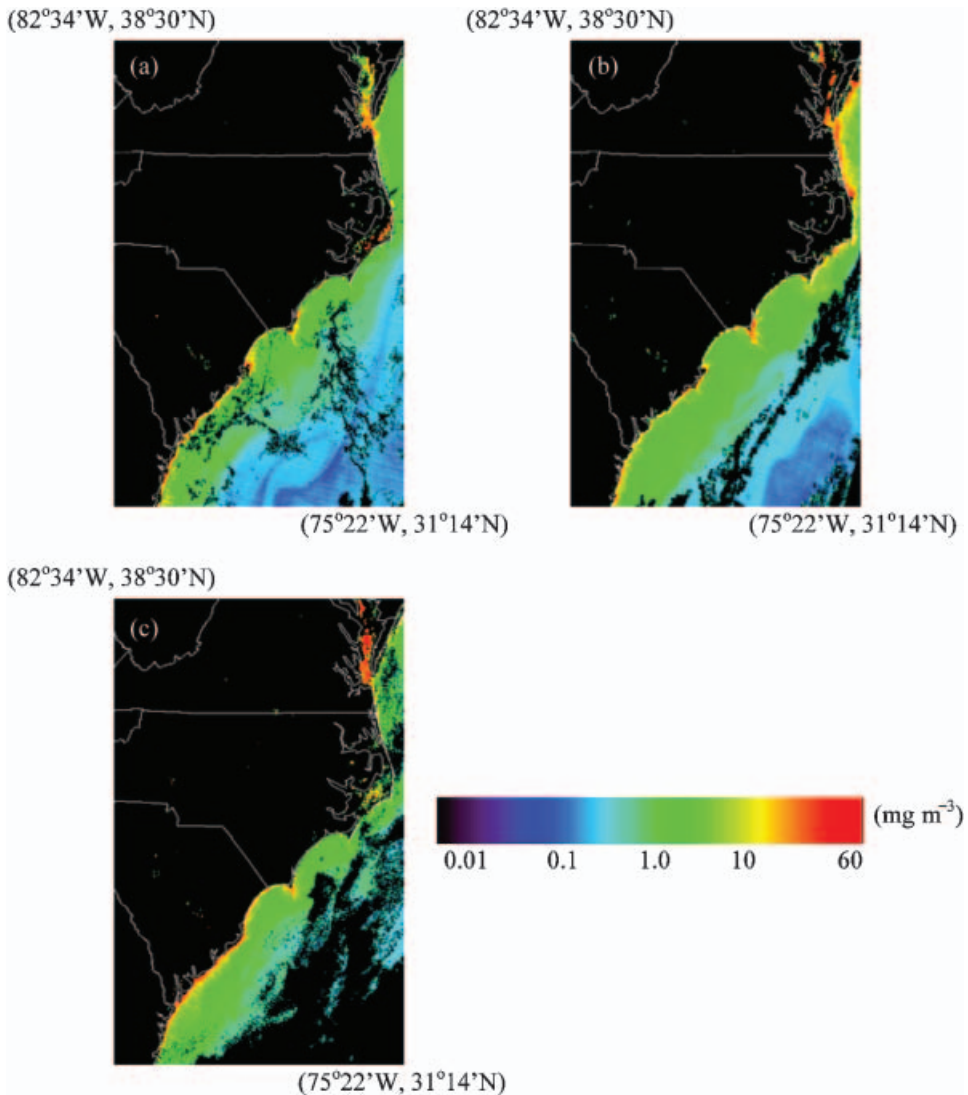 (82°34'W, 38°30'N) (82°34'W, 38°30'N)
(a) (b)
(75°22'W, 31°14'N) (75°22'W, 31°14'N)
(82°34'W, 38°30'N)
(c)
(mg m⁻³)
0.01 0.1 1.0 10 60
(75°22'W, 31°14'N)